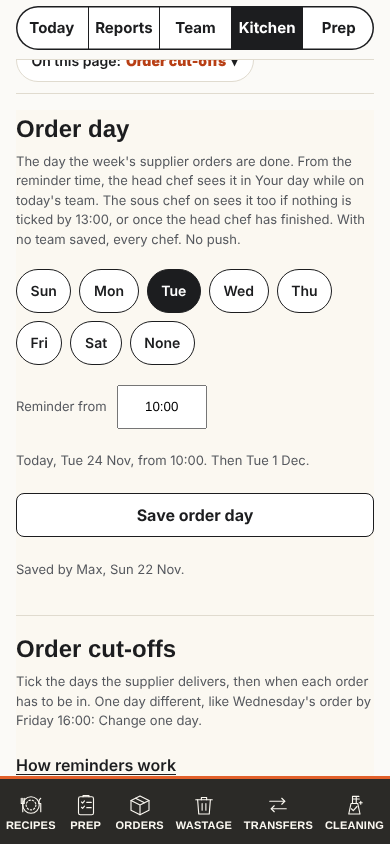 Today
Reports
Team
Kitchen
Prep
On this page: Order cut-offs ▾
Order day
The day the week's supplier orders are done. From the
reminder time, the head chef sees it in Your day while on
today's team. The sous chef on sees it too if nothing is
ticked by 13:00, or once the head chef has finished. With
no team saved, every chef. No push.
Sun
Mon
Tue
Wed
Thu
Fri
Sat
None
Reminder from 10:00
Today, Tue 24 Nov, from 10:00. Then Tue 1 Dec.
Save order day
Saved by Max, Sun 22 Nov.
Order cut-offs
Tick the days the supplier delivers, then when each order
has to be in. One day different, like Wednesday's order by
Friday 16:00: Change one day.
How reminders work
RECIPES
PREP
ORDERS
WASTAGE
TRANSFERS
CLEANING